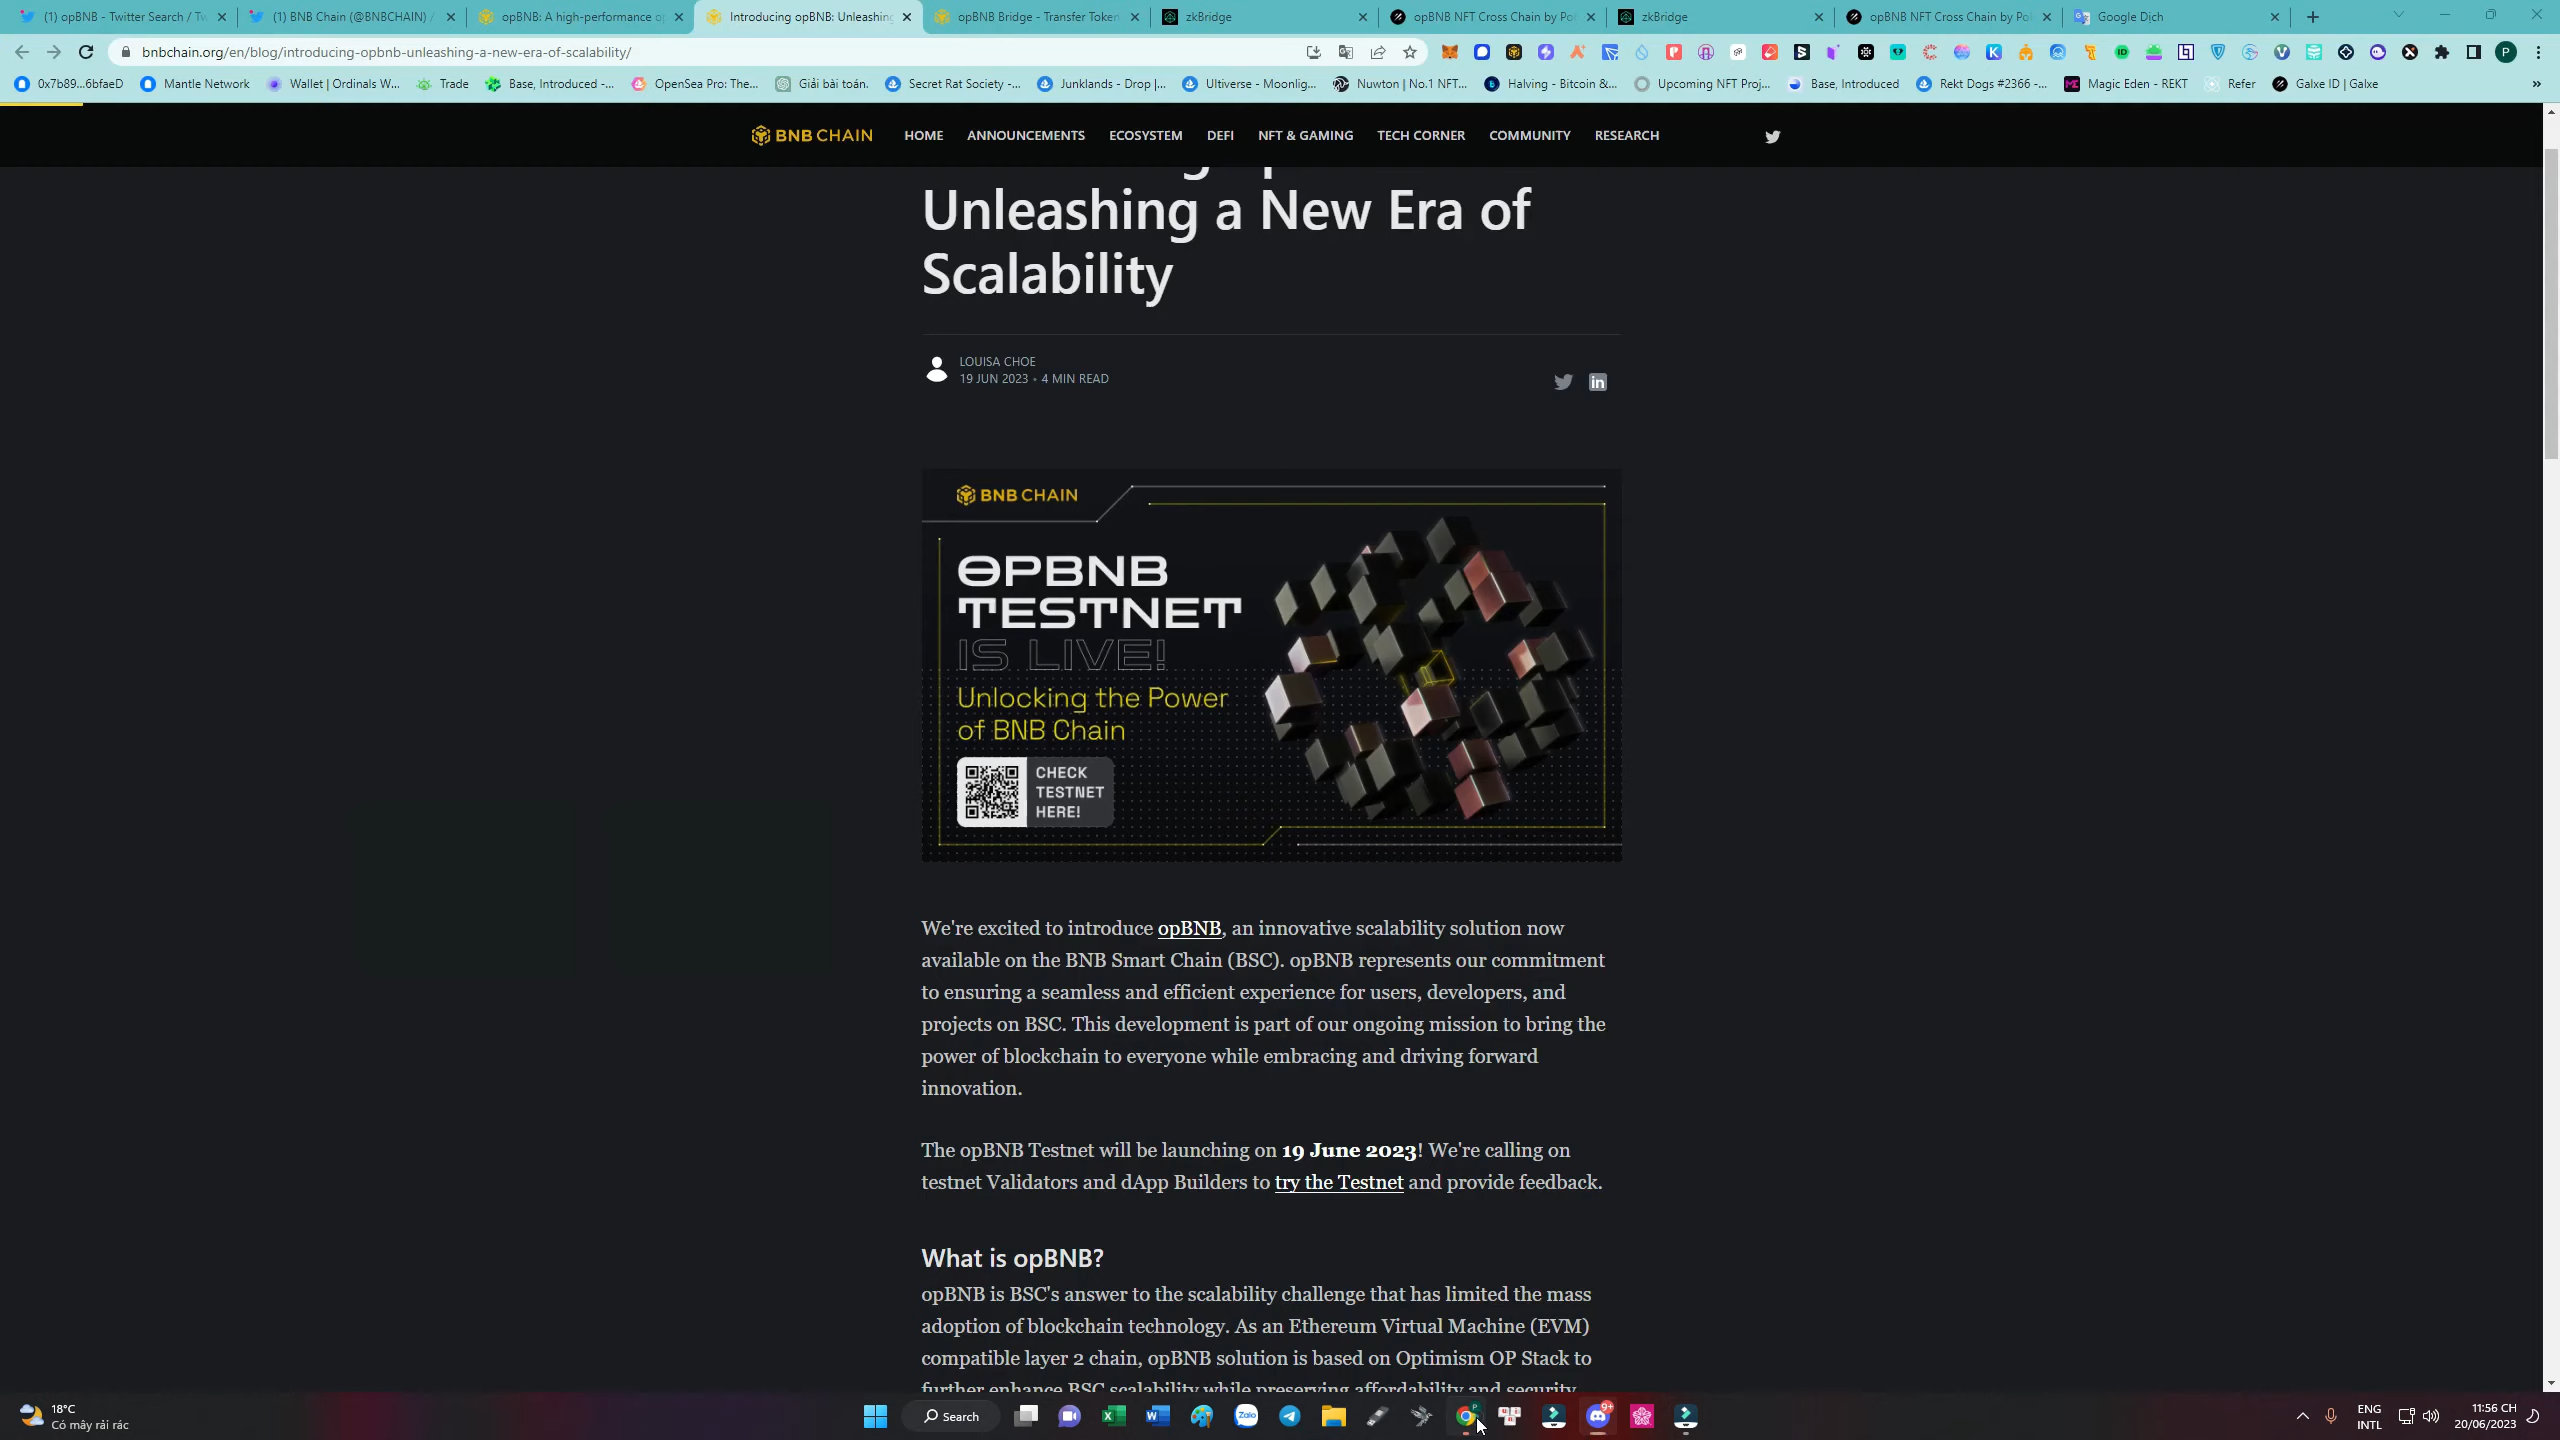 (1) opBNB - Twitter Search / Tw
(1) BNB Chain (@BNBCHAIN) /
opBNB: A high-performance o
Introducing opBNB: Unleashing
opBNB Bridge - Transfer Token
zkBridge
opBNB NFT Cross Chain by Po
zkBridge
opBNB NFT Cross Chain by Po
Google Dịch
bnbchain.org/en/blog/introducing-opbnb-unleashing-a-new-era-of-scalability/
0x7b89...6bfaeD
Mantle Network
Wallet | Ordinals W...
Trade
Base, Introduced -...
OpenSea Pro: The...
Giải bài toán.
Secret Rat Society -...
Junklands - Drop |...
Ultiverse - Moonlig...
Nuwton | No.1 NFT...
Halving - Bitcoin &...
Upcoming NFT Proj...
Base, Introduced
Rekt Dogs #2366 -...
Magic Eden - REKT
Refer
Galxe ID | Galxe
»
BNB CHAIN
HOME
ANNOUNCEMENTS
ECOSYSTEM
DEFI
NFT & GAMING
TECH CORNER
COMMUNITY
RESEARCH
Unleashing a New Era of
Scalability
LOUISA CHOE
19 JUN 2023 • 4 MIN READ
BNB CHAIN
OPBNB
TESTNET
IS LIVE!
Unlocking the Power
of BNB Chain
CHECK
TESTNET
HERE!
We're excited to introduce opBNB, an innovative scalability solution now
available on the BNB Smart Chain (BSC). opBNB represents our commitment
to ensuring a seamless and efficient experience for users, developers, and
projects on BSC. This development is part of our ongoing mission to bring the
power of blockchain to everyone while embracing and driving forward
innovation.
The opBNB Testnet will be launching on 19 June 2023! We're calling on
testnet Validators and dApp Builders to try the Testnet and provide feedback.
What is opBNB?
opBNB is BSC's answer to the scalability challenge that has limited the mass
adoption of blockchain technology. As an Ethereum Virtual Machine (EVM)
compatible layer 2 chain, opBNB solution is based on Optimism OP Stack to
further enhance BSC scalability while preserving affordability and security.
18°C
Có mây rải rác
Search
Zalo
9+
ENG
INTL
11:56 CH
20/06/2023